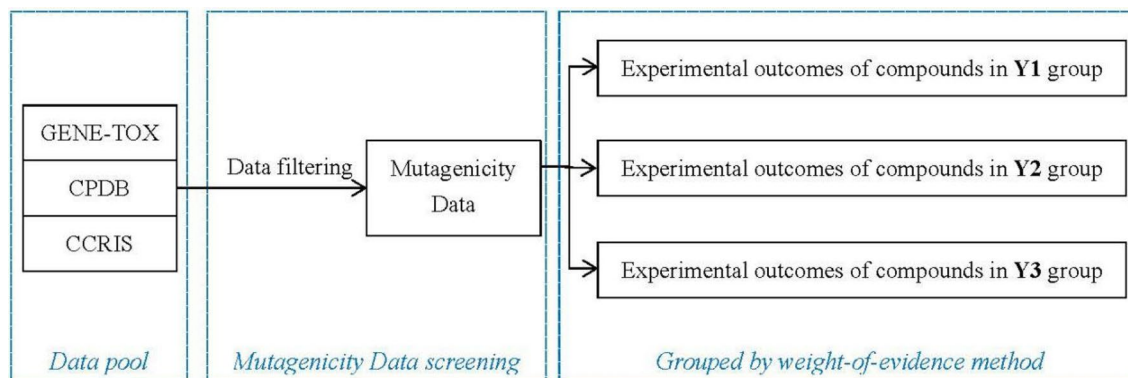 GENE-TOX
CPDB
CCRIS
Data pool
Data filtering
Mutagenicity
Data
Mutagenicity Data screening
Experimental outcomes of compounds in Y1 group
Experimental outcomes of compounds in Y2 group
Experimental outcomes of compounds in Y3 group
Grouped by weight-of-evidence method